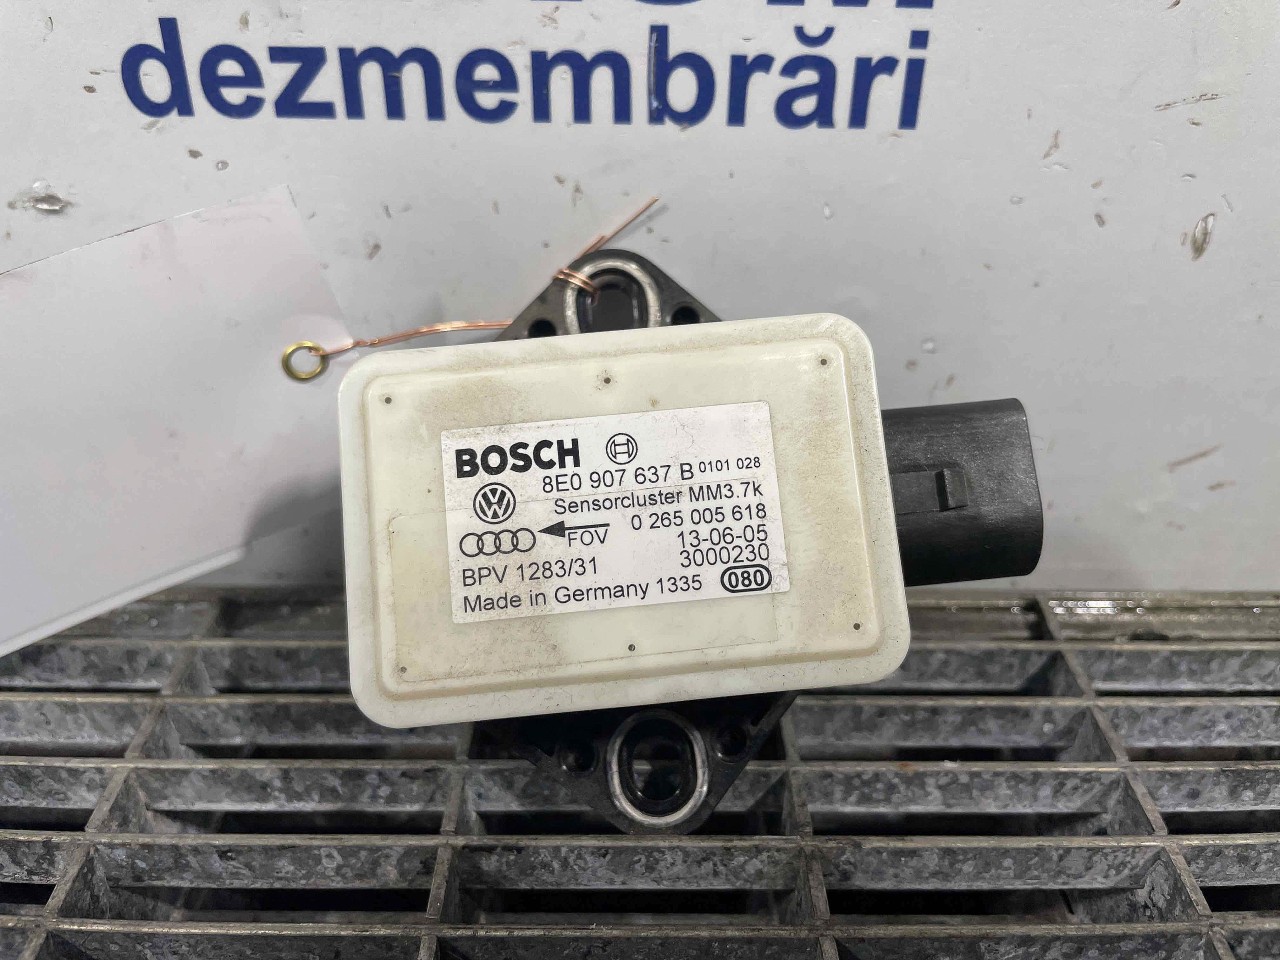 dezmembrări
BOSCH
8E0 907 637 B 0101 028
Sensorcluster MM3.7k
0 265 005 618
FOV 13-06-05
BPV 1283/31 3000230
Made in Germany 1335 080